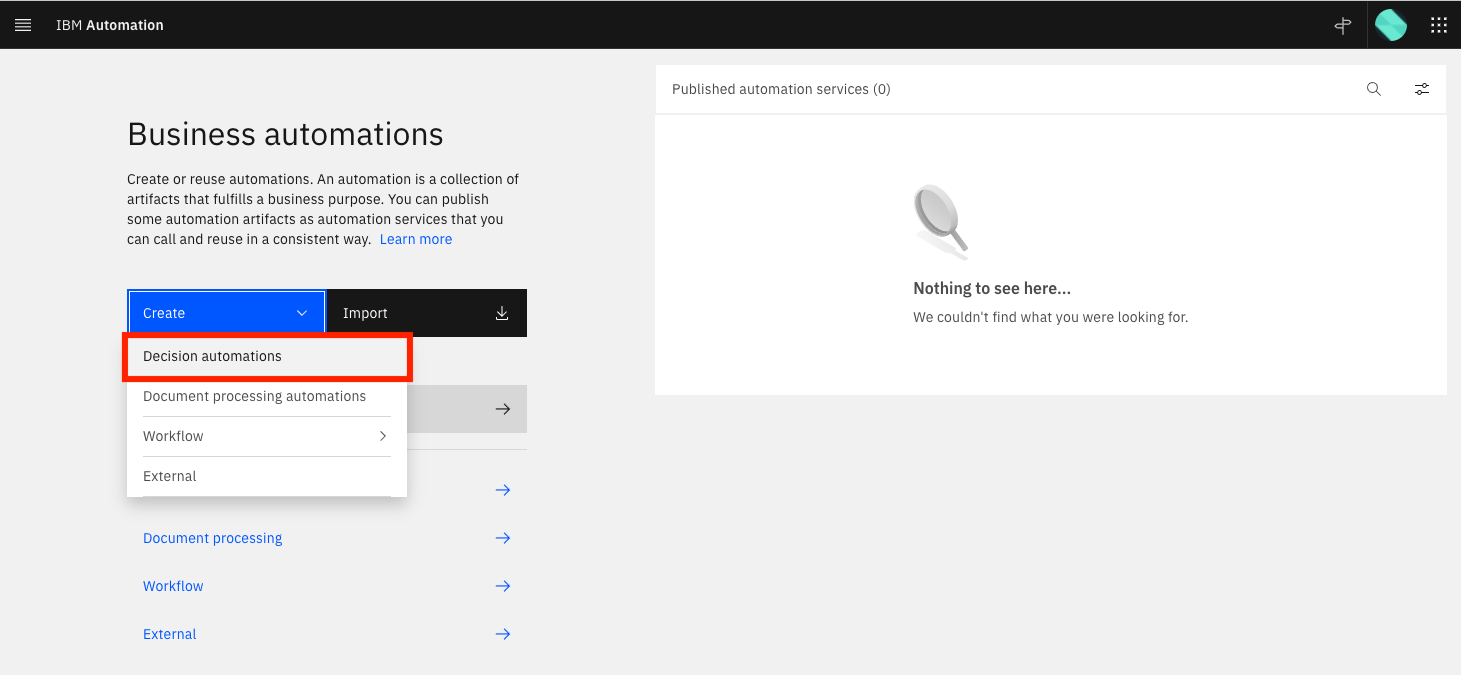 IBM Automation
Business automations
Create or reuse automations. An automation is a collection of
artifacts that fulfills a business purpose. You can publish
some automation artifacts as automation services that you
can call and reuse in a consistent way. Learn more
Create
Import
Decision automations
Document processing automations
Workflow
External
Document processing
Workflow
External
Published automation services (0)
Nothing to see here...
We couldn't find what you were looking for.